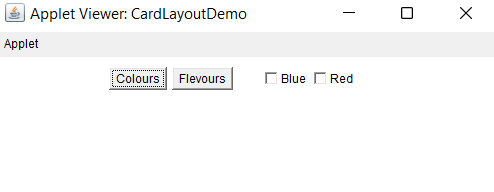 Applet Viewer: CardLayoutDemo
Applet
Colours Flevours Blue Red